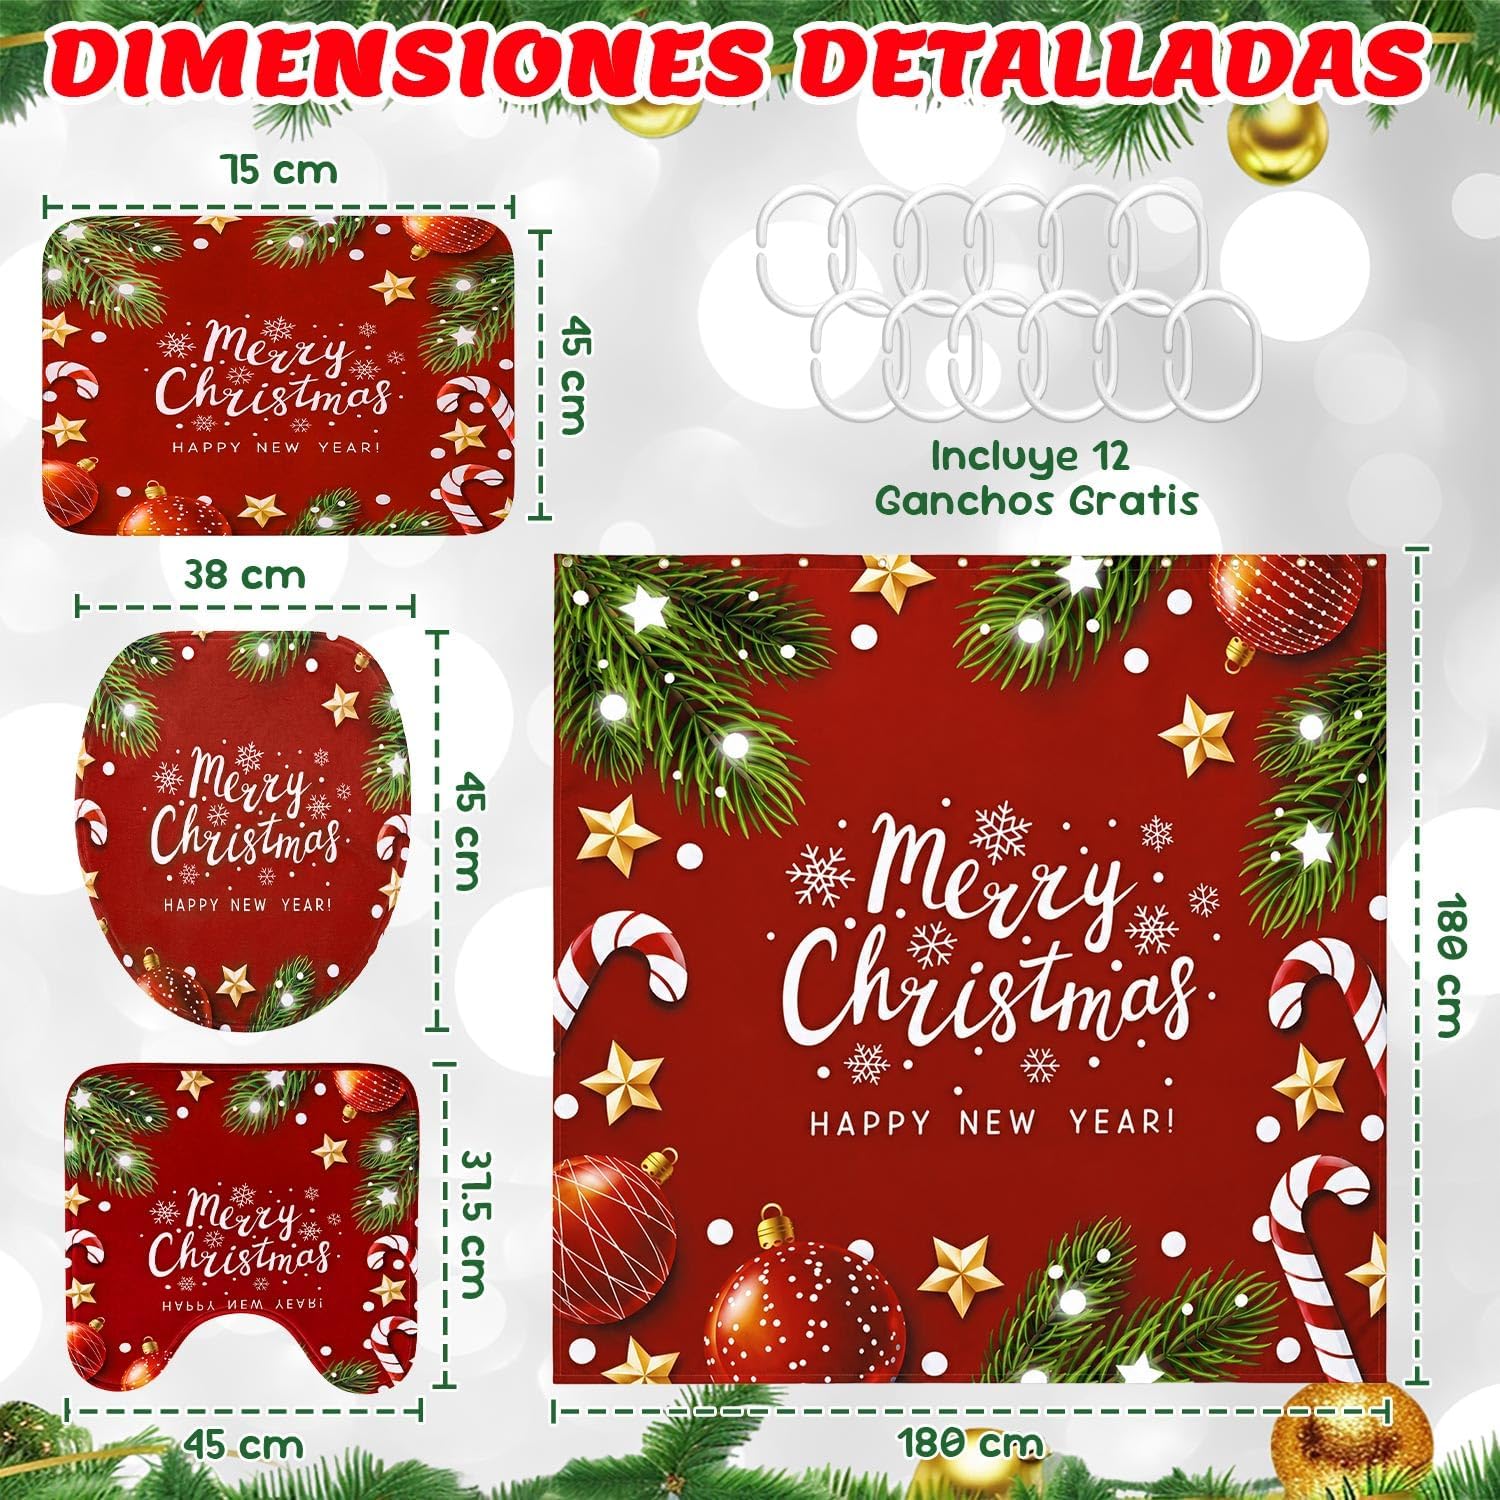 DIMENSIONES DETALLADAS
75 cm
45 cm
Merry
Christmas
HAPPY NEW YEAR!
Incluye 12
Ganchos Gratis
38 cm
45 cm
Merry
Christmas
HAPPY NEW YEAR!
37.5 cm
Merry
Christmas
HAPPY NEW YEAR!
45 cm
Merry
Christmas
HAPPY NEW YEAR!
180 cm
180 cm